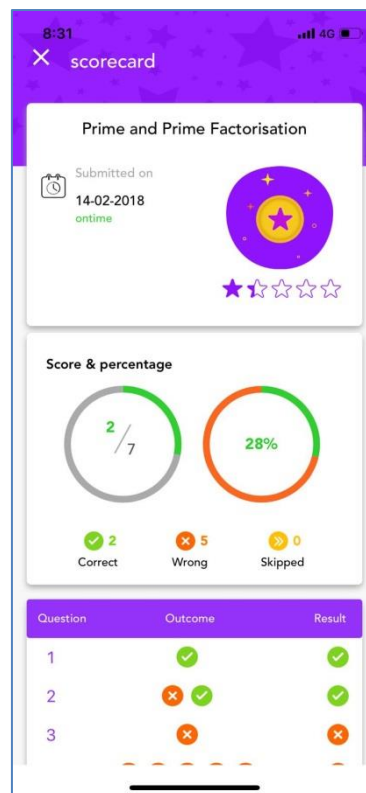 8:31 4G
scorecard
Prime and Prime Factorisation
Submitted on
14-02-2018
ontime
Score & percentage
2/7 28%
2 5 0
Correct Wrong Skipped
Question Outcome Result
1
2
3